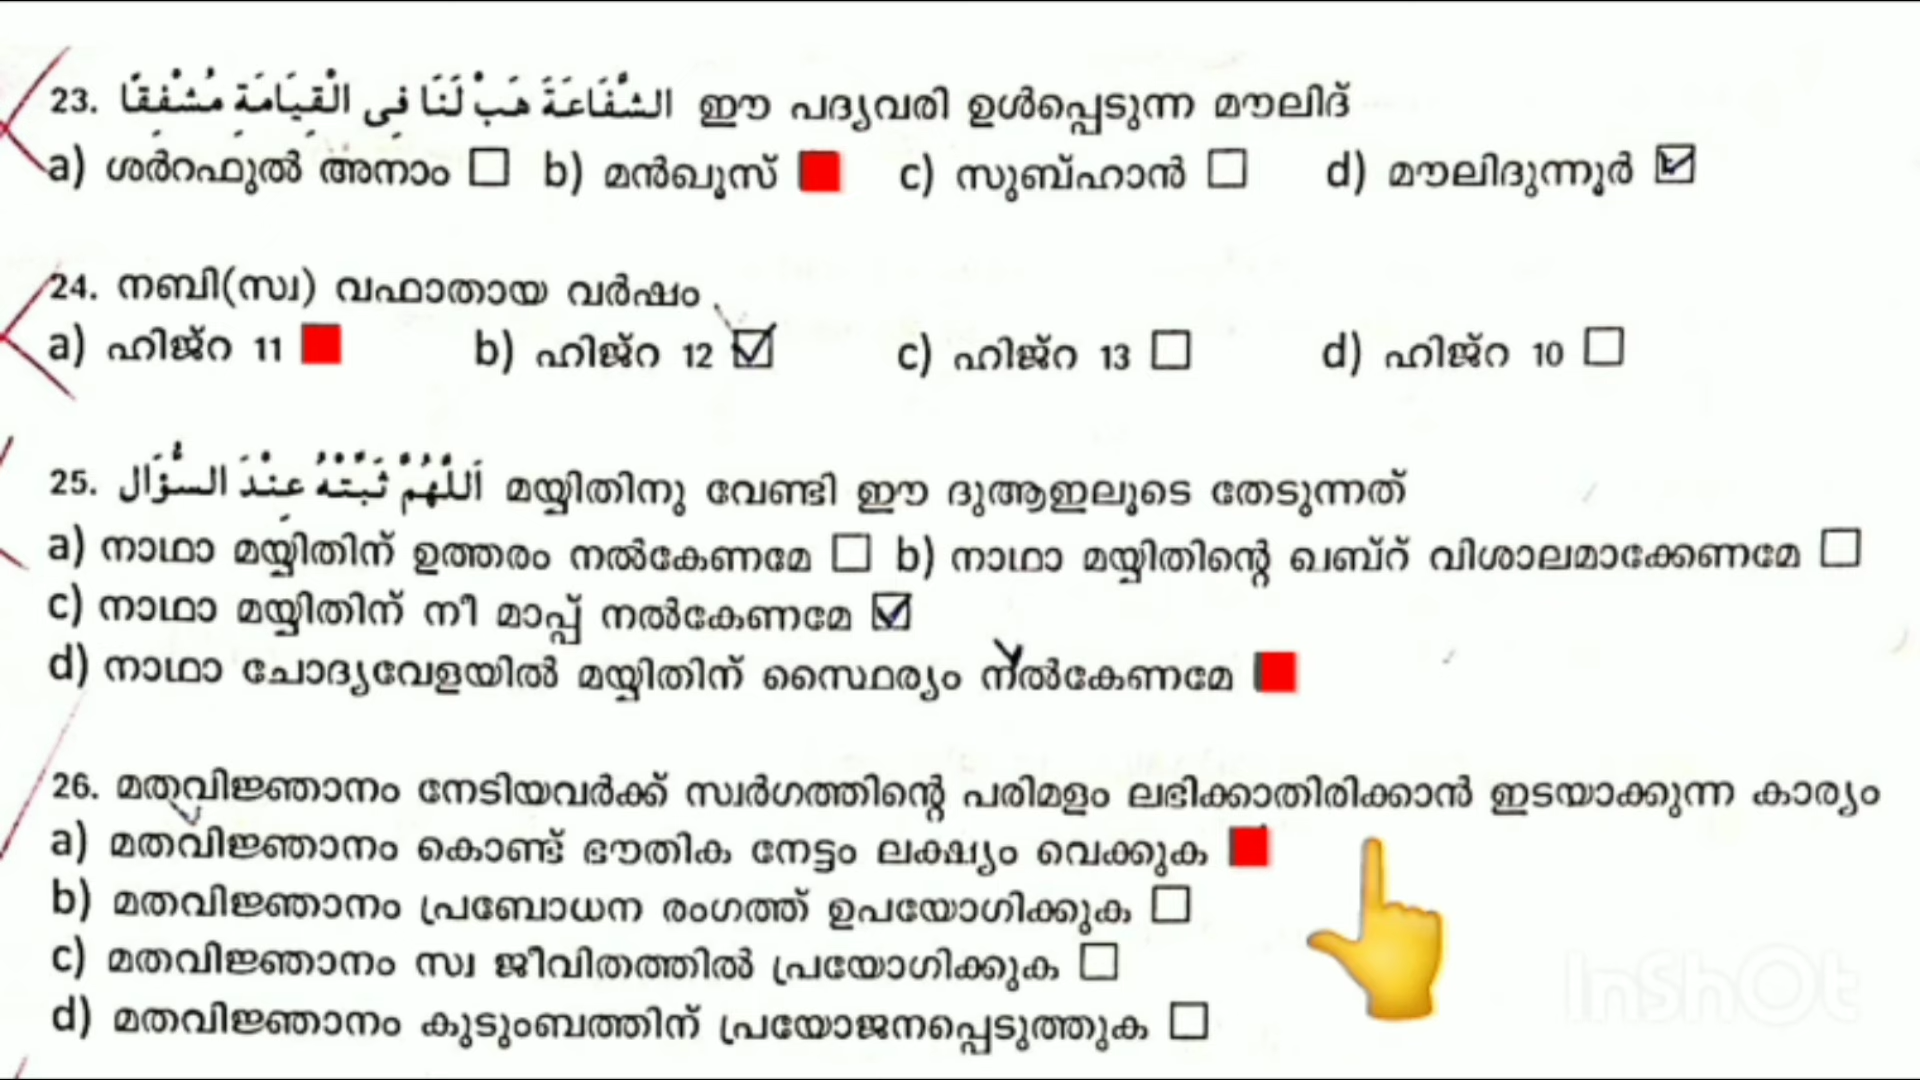 23. الشَّفَاعَةَ هَبْ لَنَا فِى الْقِيَامَةِ مُشْفِقًا ഈ പദ്യവരി ഉൾപ്പെടുന്ന മൗലിദ്
a) ശർറഫുൽ അനാം b) മൻഖൂസ് c) സുബ്ഹാൻ d) മൗലിദുന്നൂർ
24. നബി(സ്വ) വഫാതായ വർഷം
a) ഹിജ്റ 11 b) ഹിജ്റ 12 c) ഹിജ്റ 13 d) ഹിജ്റ 10
25. اَللّٰهُمَّ ثَبِّتْهُ عِنْدَ السُّؤَال മയ്യിതിനു വേണ്ടി ഈ ദുആഇലൂടെ തേടുന്നത്
a) നാഥാ മയ്യിതിന് ഉത്തരം നൽകേണമേ b) നാഥാ മയ്യിതിന്റെ ഖബ്റ് വിശാലമാക്കേണമേ
c) നാഥാ മയ്യിതിന് നീ മാപ്പ് നൽകേണമേ
d) നാഥാ ചോദ്യവേളയിൽ മയ്യിതിന് സ്ഥൈര്യം നൽകേണമേ
26. മതവിജ്ഞാനം നേടിയവർക്ക് സ്വർഗത്തിന്റെ പരിമളം ലഭിക്കാതിരിക്കാൻ ഇടയാക്കുന്ന കാര്യം
a) മതവിജ്ഞാനം കൊണ്ട് ഭൗതിക നേട്ടം ലക്ഷ്യം വെക്കുക
b) മതവിജ്ഞാനം പ്രബോധന രംഗത്ത് ഉപയോഗിക്കുക
c) മതവിജ്ഞാനം സ്വ ജീവിതത്തിൽ പ്രയോഗിക്കുക
d) മതവിജ്ഞാനം കുടുംബത്തിന് പ്രയോജനപ്പെടുത്തുക
InShOt